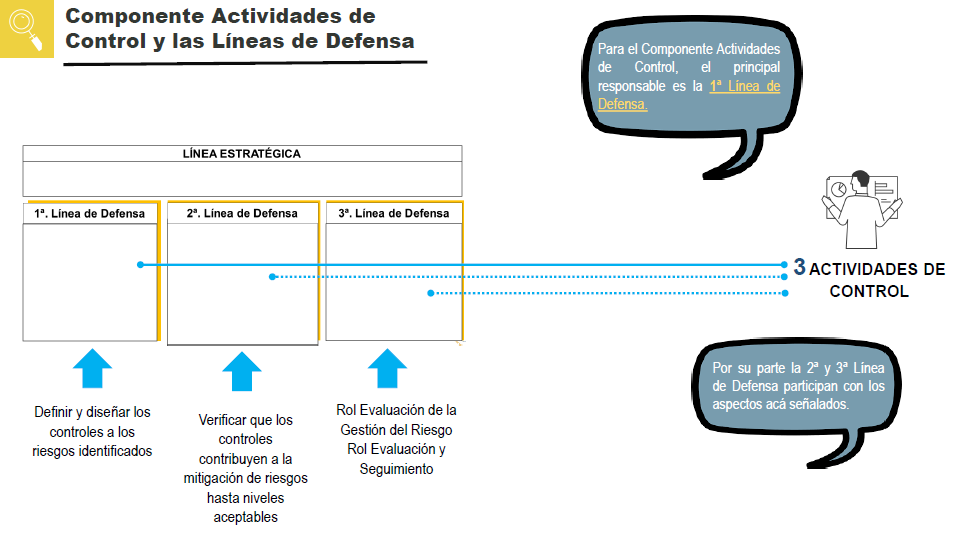 Componente Actividades de
Control y las Líneas de Defensa
Para el Componente Actividades
de Control, el principal
responsable es la 1ª Línea de
Defensa.
LÍNEA ESTRATÉGICA
1ª. Línea de Defensa
2ª. Línea de Defensa
3ª. Línea de Defensa
3 ACTIVIDADES DE
CONTROL
Definir y diseñar los
controles a los
riesgos identificados
Verificar que los
controles
contribuyen a la
mitigación de riesgos
hasta niveles
aceptables
Rol Evaluación de la
Gestión del Riesgo
Rol Evaluación y
Seguimiento
Por su parte la 2ª y 3ª Línea
de Defensa participan con los
aspectos acá señalados.